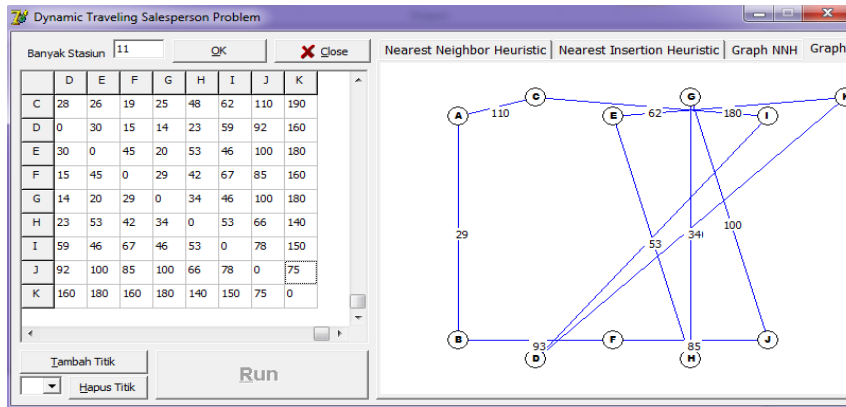 Dynamic Traveling Salesperson Problem
Banyak Stasiun 11 OK Close
Nearest Neighbor Heuristic Nearest Insertion Heuristic Graph NNH Graph
D E F G H I J K
C 28 26 19 25 48 62 110 190
D 0 30 15 14 23 59 92 160
E 30 0 45 20 53 46 100 180
F 15 45 0 29 42 67 85 160
G 14 20 29 0 34 46 100 180
H 23 53 42 34 0 53 66 140
I 59 46 67 46 53 0 78 150
J 92 100 85 100 66 78 0 75
K 160 180 160 180 140 150 75 0
Tambah Titik
Hapus Titik
Run
C G
A 110 E 62 180 I
29 53 34 100
B F J
93 85
D H